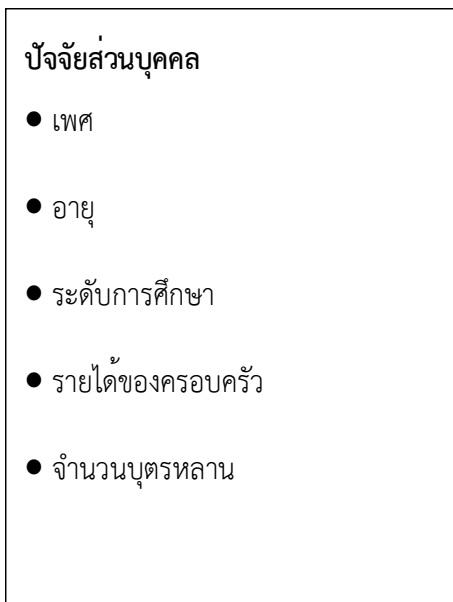 ปัจจัยส่วนบุคคล
● เพศ
● อายุ
● ระดับการศึกษา
● รายได้ของครอบครัว
● จำนวนบุตรหลาน